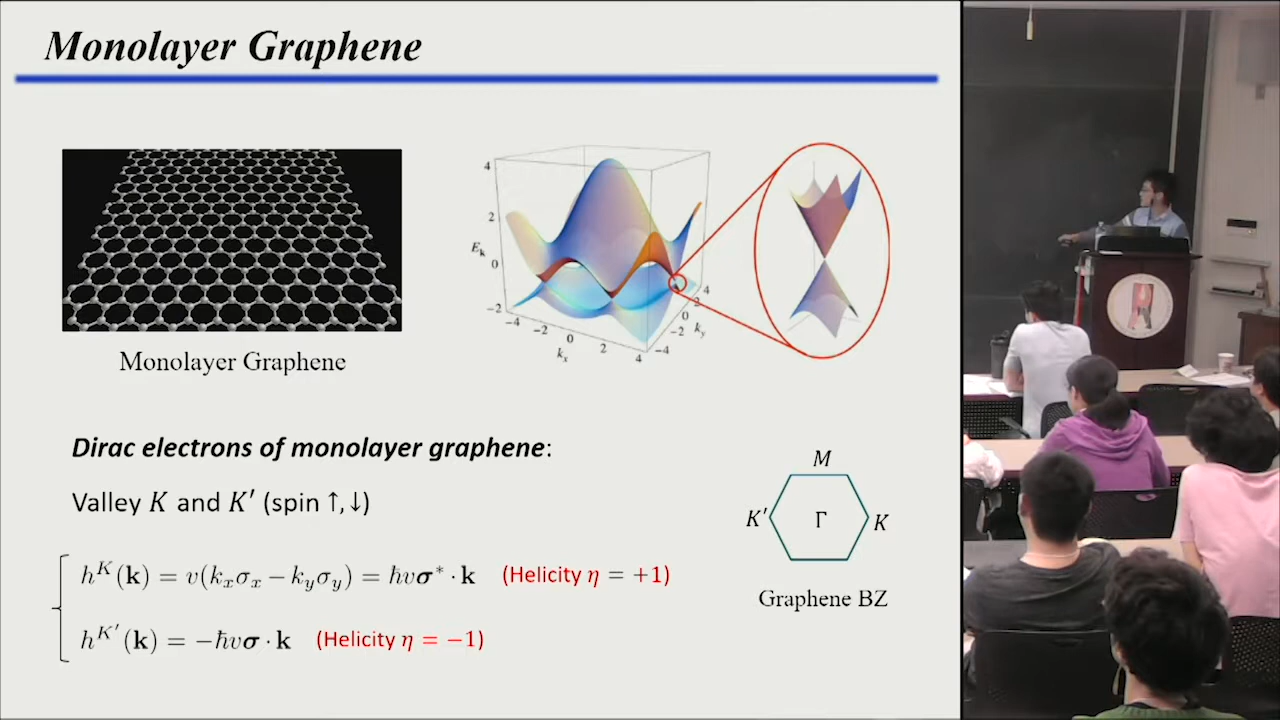 Monolayer Graphene
4
2
0
−2
E_k
−4
−2
0
2
4
k_x
4
2
0
−2
−4
k_y
Monolayer Graphene
Dirac electrons of monolayer graphene:
Valley K and K′ (spin ↑,↓)
h^K(𝐤) = v(k_xσ_x − k_yσ_y) = ħv𝛔* · 𝐤 (Helicity η = +1)
h^{K′}(𝐤) = −ħv𝛔 · 𝐤 (Helicity η = −1)
M
K′
Γ
K
Graphene BZ